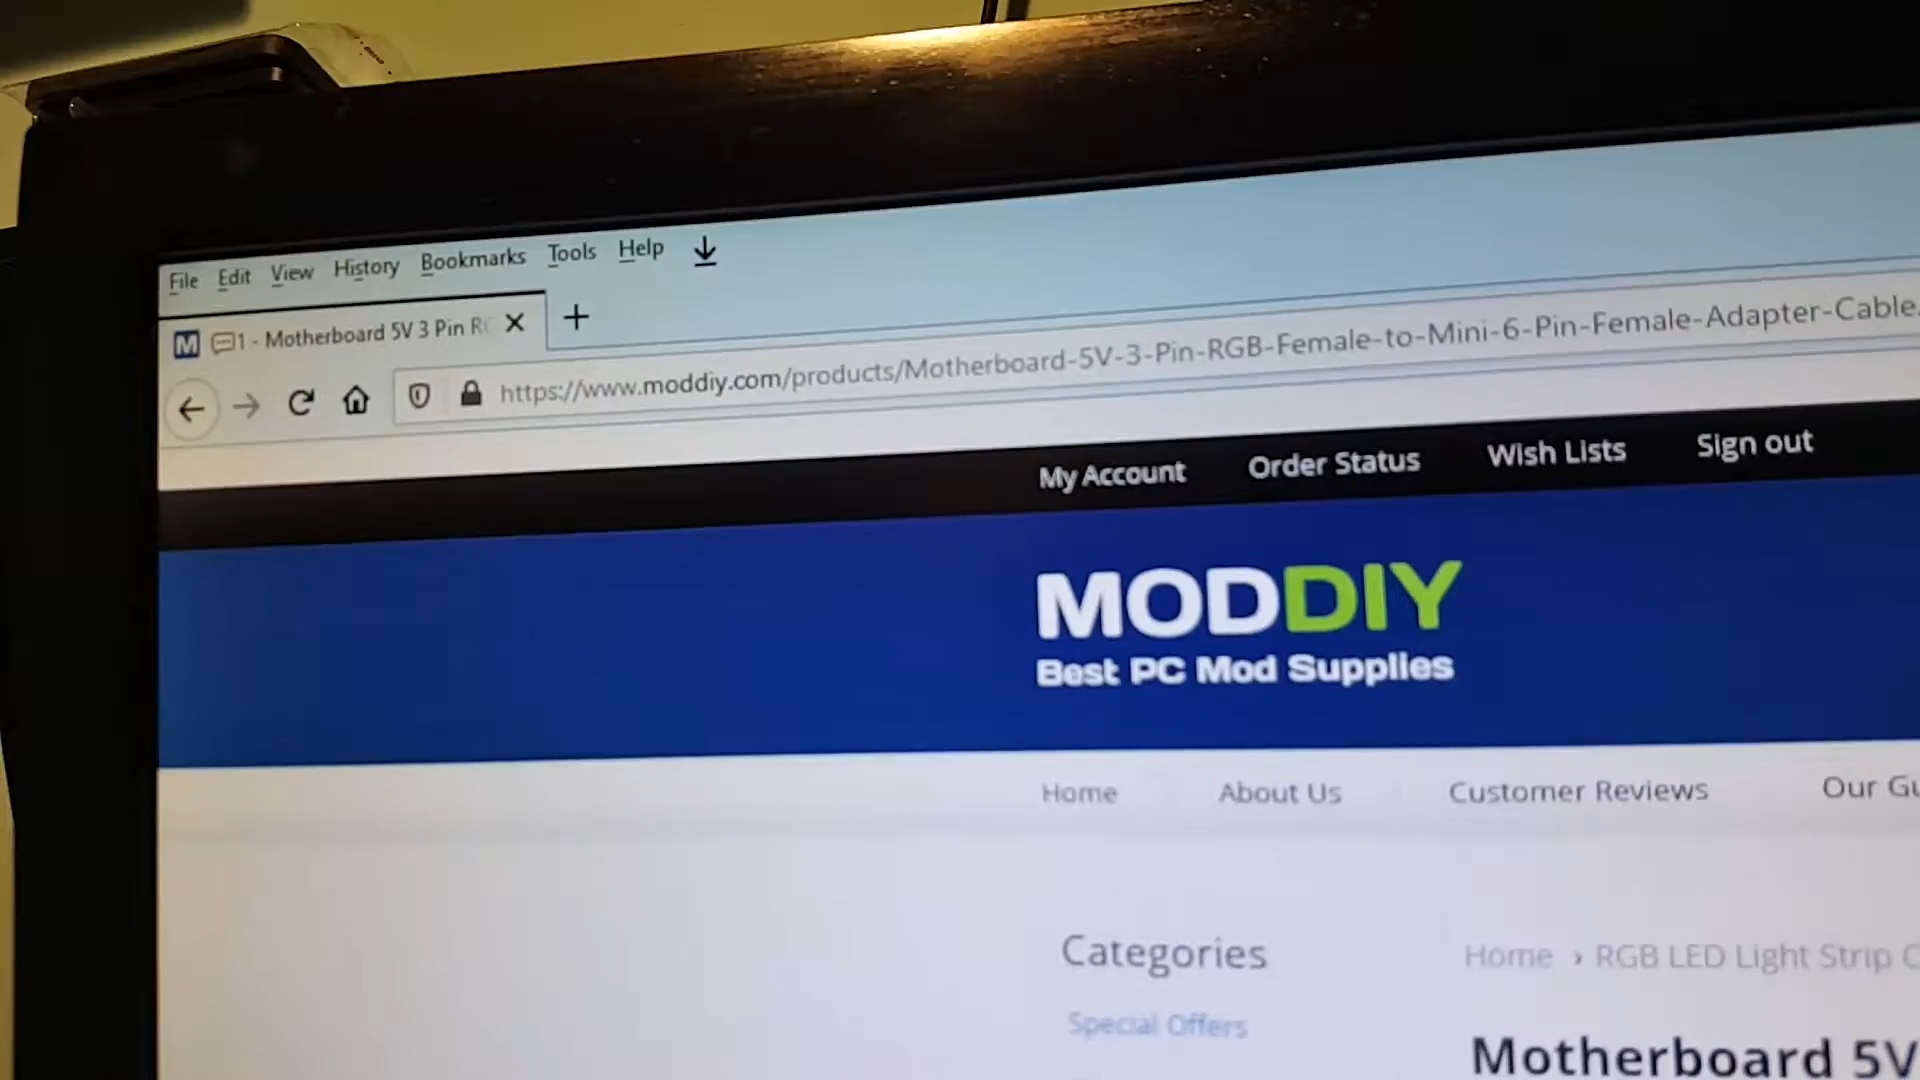 File Edit View History Bookmarks Tools Help
1 - Motherboard 5V 3 Pin RG
https://www.moddiy.com/products/Motherboard-5V-3-Pin-RGB-Female-to-Mini-6-Pin-Female-Adapter-Cable.
My Account Order Status Wish Lists Sign out
MODDIY
Best PC Mod Supplies
Home About Us Customer Reviews Our Gu
Categories
Home › RGB LED Light Strip C
Special Offers
Motherboard 5V